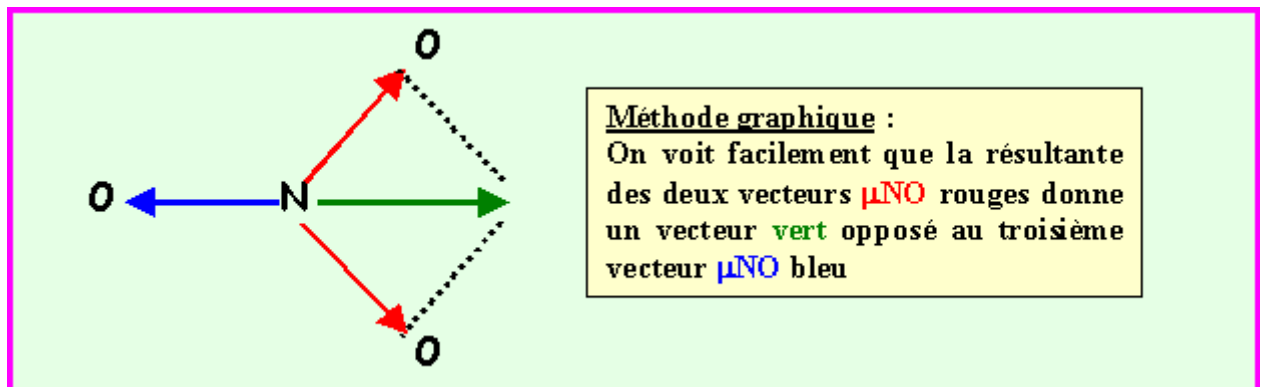 O
O
N
O
Méthode graphique :
On voit facilement que la résultante
des deux vecteurs µNO rouges donne
un vecteur vert opposé au troisième
vecteur µNO bleu